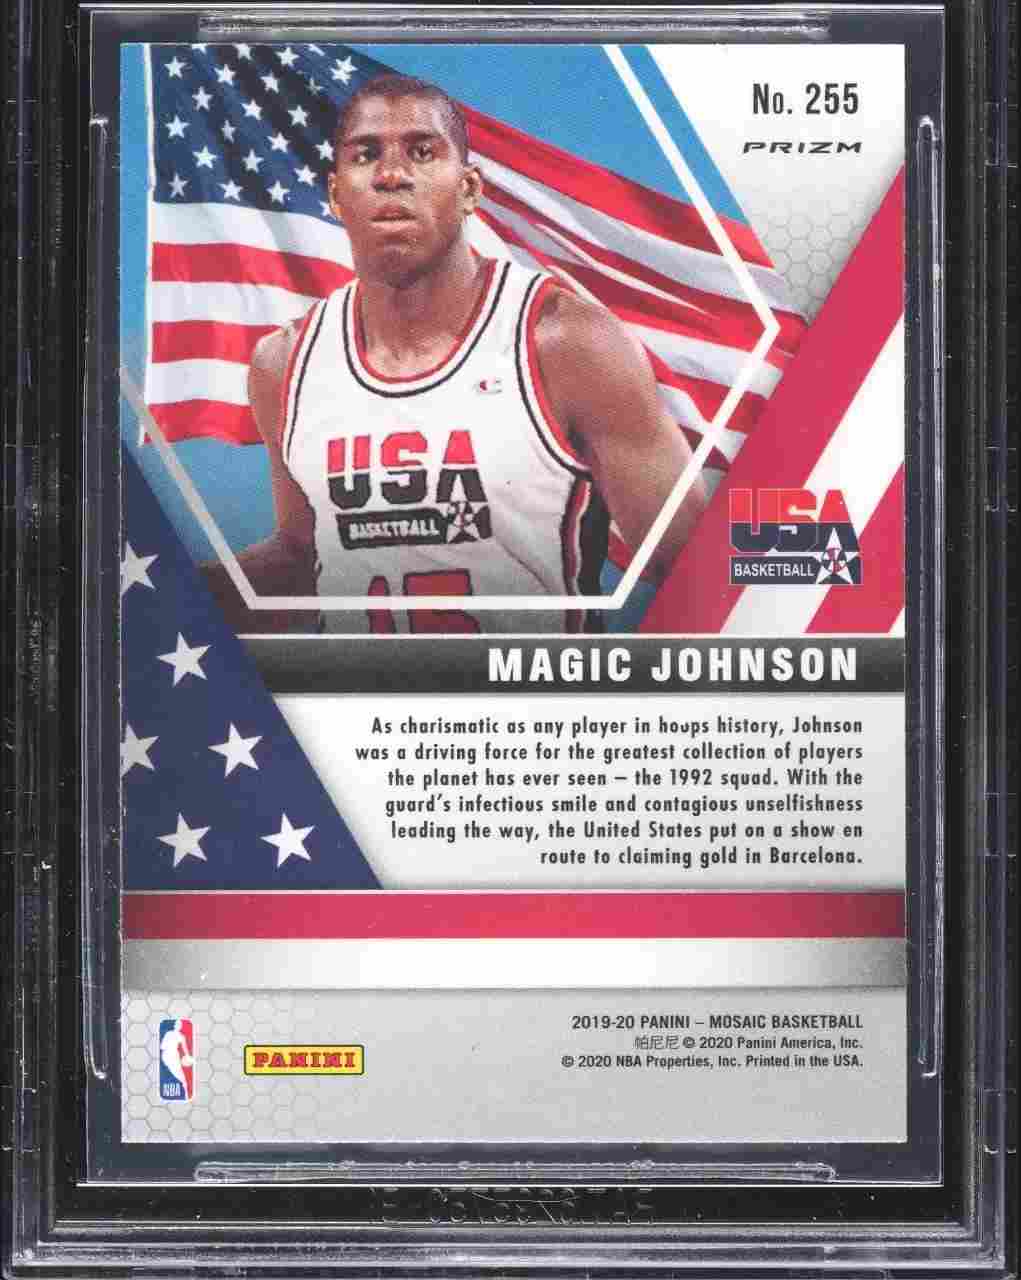 No. 255
PRIZM
USA
BASKETBALL
15
USA
BASKETBALL
MAGIC JOHNSON
As charismatic as any player in hoops history, Johnson
was a driving force for the greatest collection of players
the planet has ever seen – the 1992 squad. With the
guard's infectious smile and contagious unselfishness
leading the way, the United States put on a show en
route to claiming gold in Barcelona.
2019-20 PANINI – MOSAIC BASKETBALL
帕尼尼 © 2020 Panini America, Inc.
© 2020 NBA Properties, Inc. Printed in the USA.
NBA
PANINI